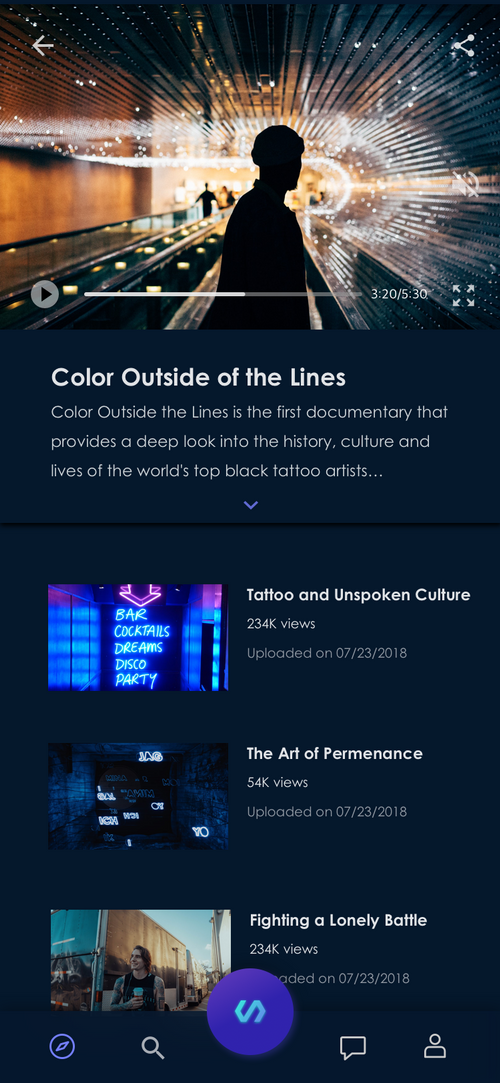 3:20/5:30
Color Outside of the Lines
Color Outside the Lines is the first documentary that
provides a deep look into the history, culture and
lives of the world's top black tattoo artists...
BAR
COCKTAILS
DREAMS
DISCO
PARTY
Tattoo and Unspoken Culture
234K views
Uploaded on 07/23/2018
The Art of Permenance
54K views
Uploaded on 07/23/2018
ICH
YO
Fighting a Lonely Battle
234K views
on 07/23/2018